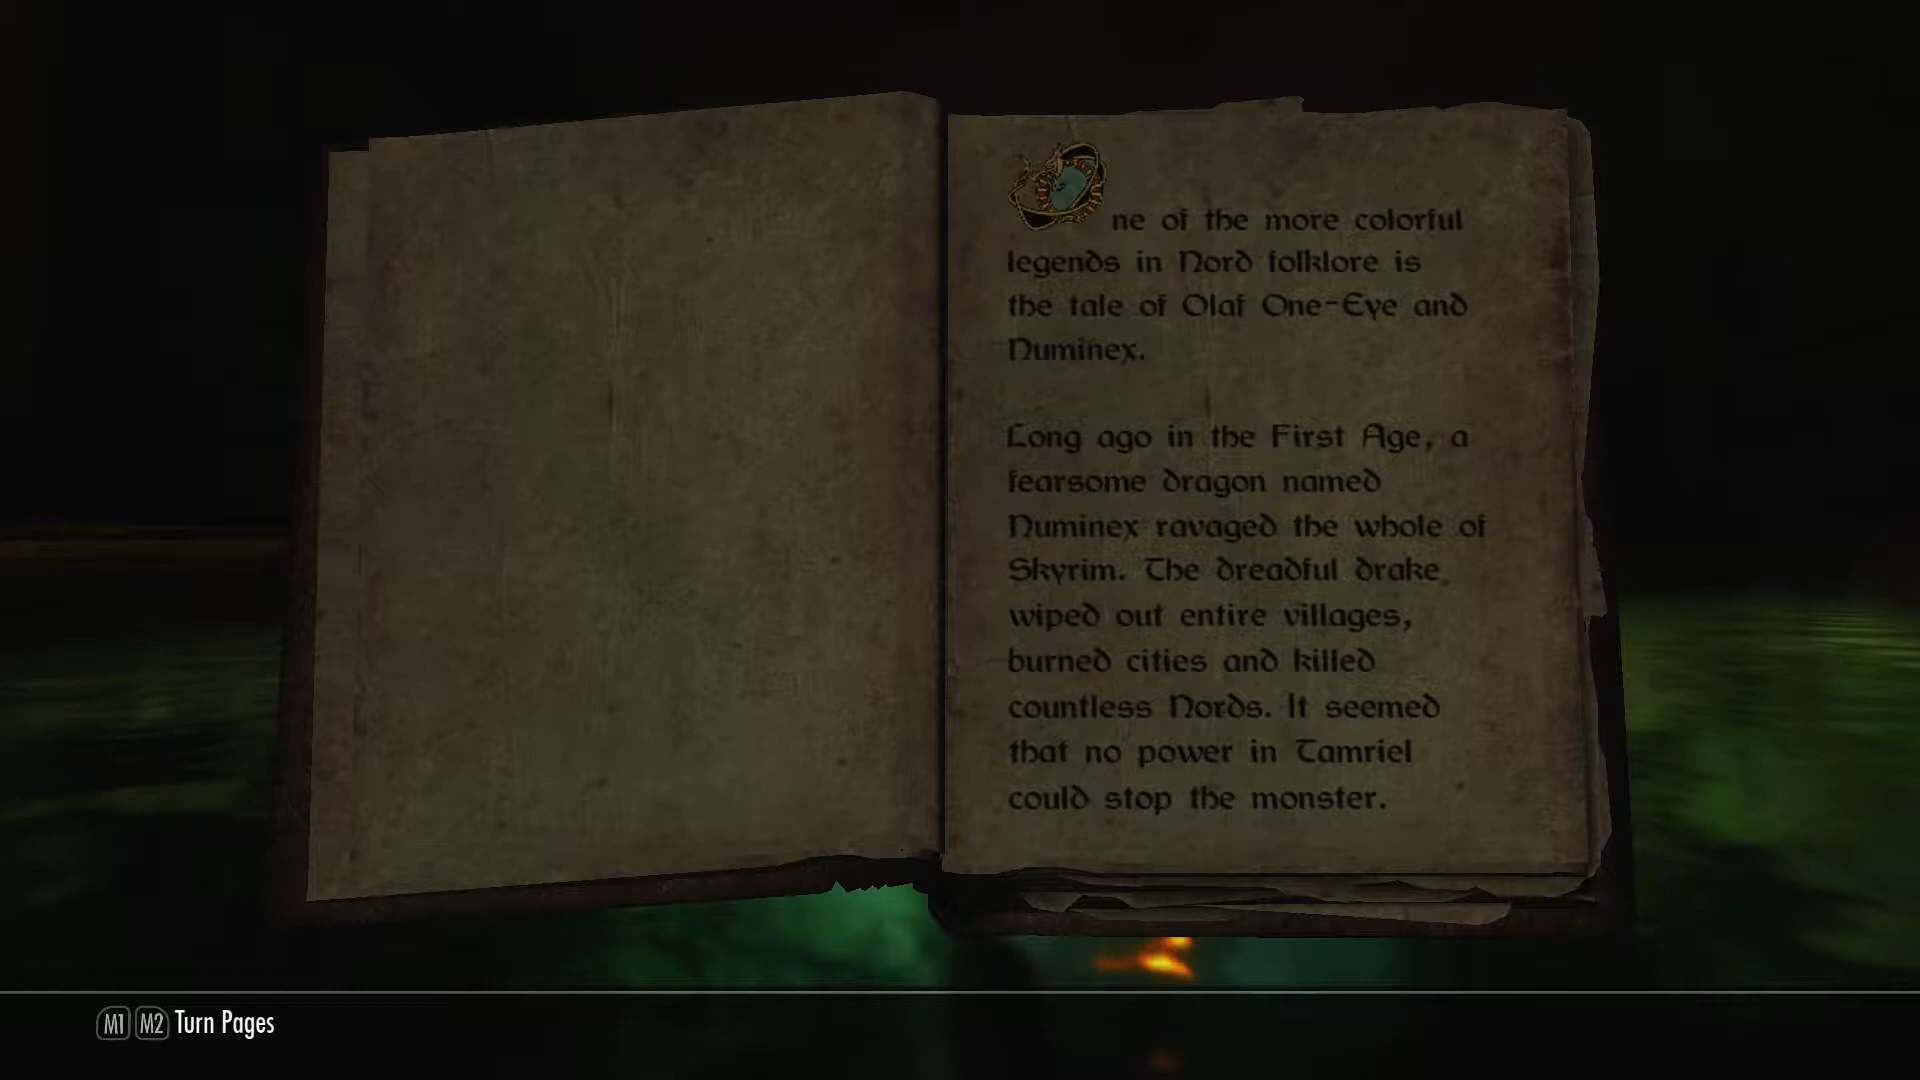 One of the more colorful
legends in Nord folklore is
the tale of Olaf One-Eye and
Numinex.
Long ago in the First Age, a
fearsome dragon named
Numinex ravaged the whole of
Skyrim. The dreadful drake
wiped out entire villages,
burned cities and killed
countless Nords. It seemed
that no power in Tamriel
could stop the monster.
M1 M2 Turn Pages